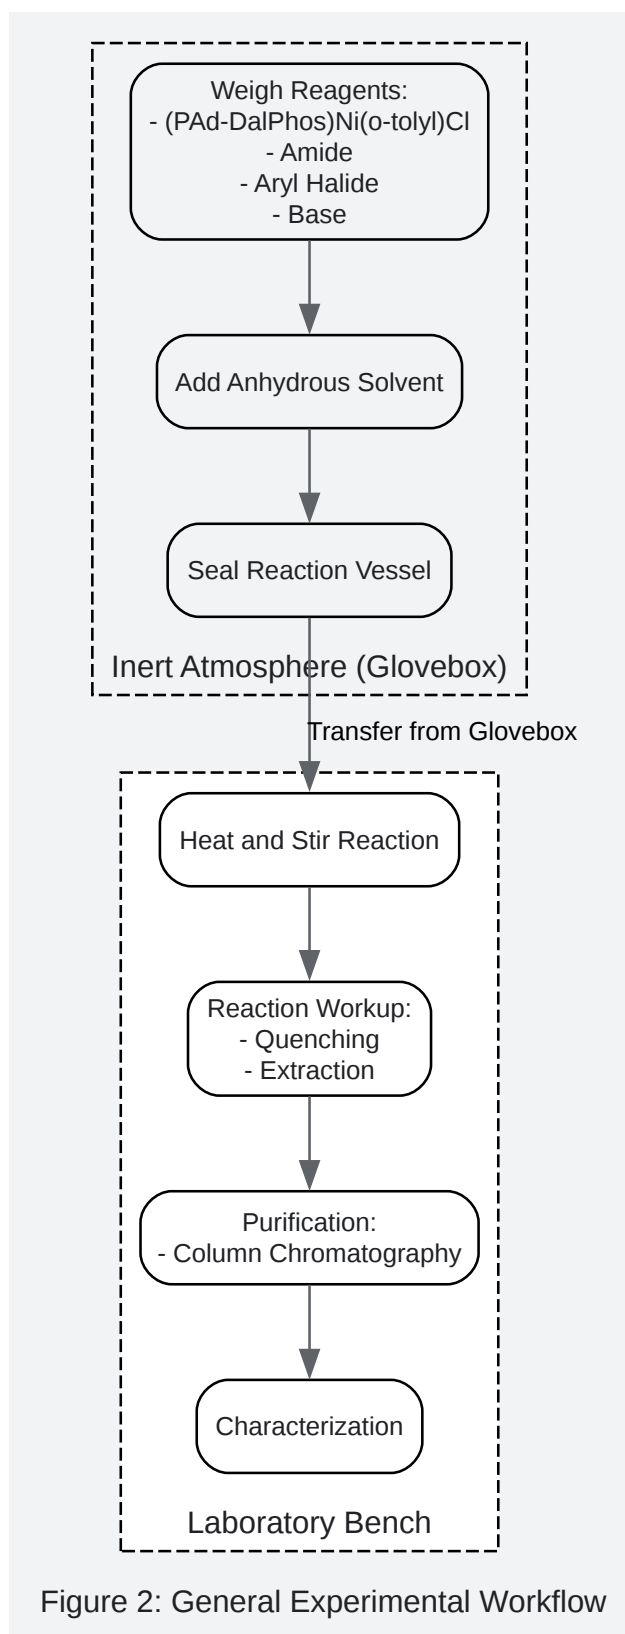 Weigh Reagents:
- (PAd-DalPhos)Ni(o-tolyl)Cl
- Amide
- Aryl Halide
- Base
Add Anhydrous Solvent
Seal Reaction Vessel
Inert Atmosphere (Glovebox)
Transfer from Glovebox
Heat and Stir Reaction
Reaction Workup:
- Quenching
- Extraction
Purification:
- Column Chromatography
Characterization
Laboratory Bench
Figure 2: General Experimental Workflow